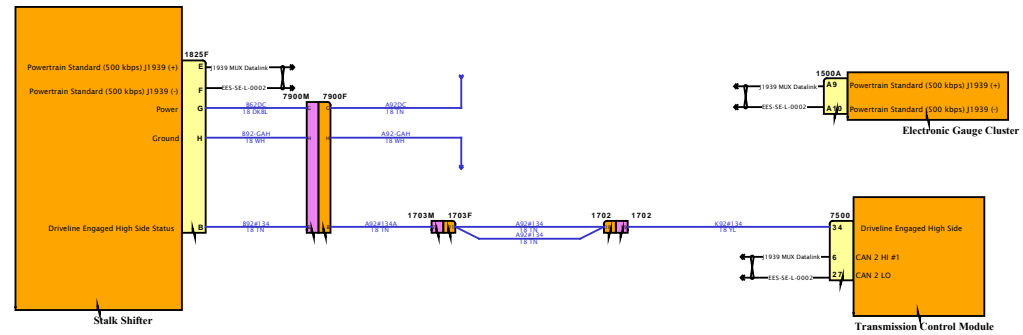 1825F
Powertrain Standard (500 kbps) J1939 (+)
E
J1939 MUX Datalink
Powertrain Standard (500 kbps) J1939 (-)
F
EES-SE-L-0002
7900M
7900F
Power
G
B62DC
18 DKBL
A92DC
18 TN
Ground
H
B92-GAH
18 WH
A92-GAH
18 WH
Driveline Engaged High Side Status
B
B92#134
18 TN
A92#134A
18 TN
1703M
1703F
A92#134
18 TN
A92#134
18 TN
1702
1702
K92#134
18 YL
Stalk Shifter
1500A
J1939 MUX Datalink
A9
Powertrain Standard (500 kbps) J1939 (+)
EES-SE-L-0002
A10
Powertrain Standard (500 kbps) J1939 (-)
Electronic Gauge Cluster
7500
34
Driveline Engaged High Side
J1939 MUX Datalink
6
CAN 2 HI #1
EES-SE-L-0002
27
CAN 2 LO
Transmission Control Module